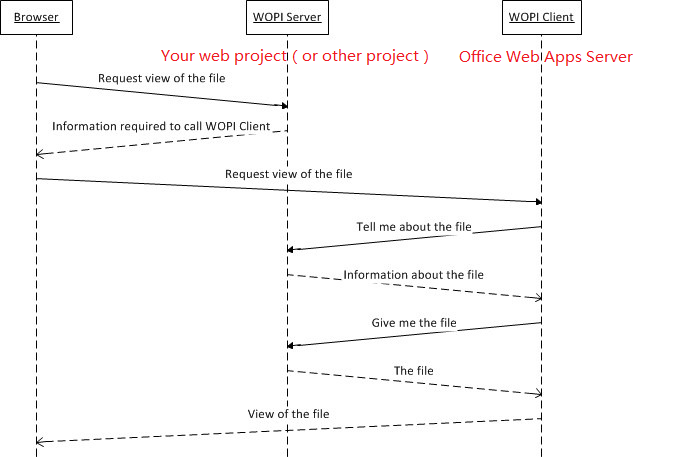 Browser
WOPI Server
WOPI Client
Your web project ( or other project )
Office Web Apps Server
Request view of the file
Information required to call WOPI Client
Request view of the file
Tell me about the file
Information about the file
Give me the file
The file
View of the file